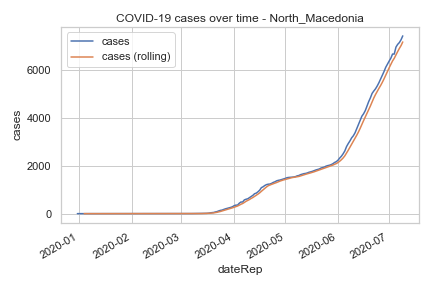 COVID-19 cases over time - North_Macedonia
cases
cases (rolling)
6000
4000
2000
0
cases
2020-01
2020-02
2020-03
2020-04
2020-05
2020-06
2020-07
dateRep